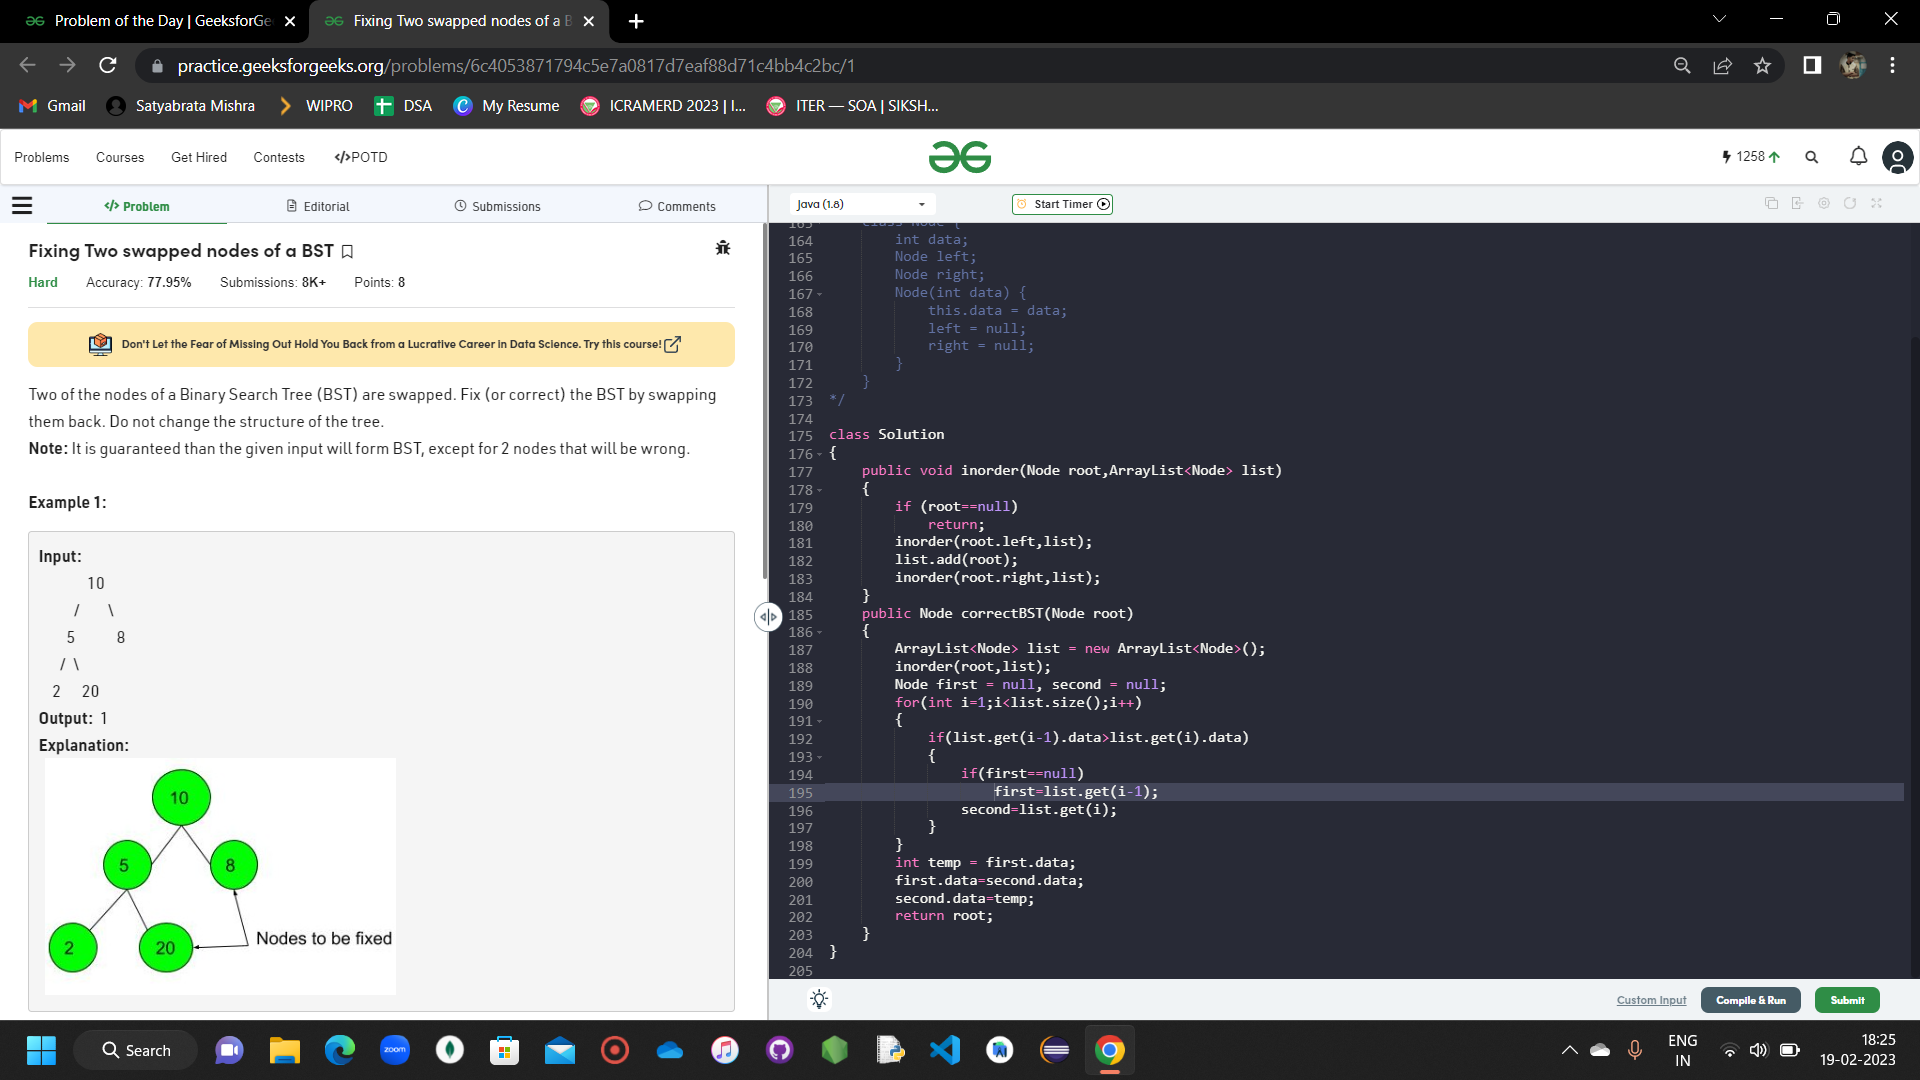 Problem of the Day | GeeksforGe
Fixing Two swapped nodes of a B
practice.geeksforgeeks.org/problems/6c4053871794c5e7a0817d7eaf88d71c4bb4c2bc/1
Gmail
Satyabrata Mishra
WIPRO
DSA
My Resume
ICRAMERD 2023 | I...
ITER — SOA | SIKSH...
Problems
Courses
Get Hired
Contests
</>POTD
1258
</> Problem
Editorial
Submissions
Comments
Java (1.8)
Start Timer
Fixing Two swapped nodes of a BST
Hard Accuracy: 77.95% Submissions: 8K+ Points: 8
Don't Let the Fear of Missing Out Hold You Back from a Lucrative Career in Data Science. Try this course!
Two of the nodes of a Binary Search Tree (BST) are swapped. Fix (or correct) the BST by swapping
them back. Do not change the structure of the tree.
Note: It is guaranteed than the given input will form BST, except for 2 nodes that will be wrong.
Example 1:
Input:
10
/ \
5 8
/ \
2 20
Output: 1
Explanation:
10
5
8
2
20
Nodes to be fixed
163 class Node {
164 int data;
165 Node left;
166 Node right;
167 Node(int data) {
168 this.data = data;
169 left = null;
170 right = null;
171 }
172 }
173 */
174
175 class Solution
176 {
177 public void inorder(Node root,ArrayList<Node> list)
178 {
179 if (root==null)
180 return;
181 inorder(root.left,list);
182 list.add(root);
183 inorder(root.right,list);
184 }
185 public Node correctBST(Node root)
186 {
187 ArrayList<Node> list = new ArrayList<Node>();
188 inorder(root,list);
189 Node first = null, second = null;
190 for(int i=1;i<list.size();i++)
191 {
192 if(list.get(i-1).data>list.get(i).data)
193 {
194 if(first==null)
195 first=list.get(i-1);
196 second=list.get(i);
197 }
198 }
199 int temp = first.data;
200 first.data=second.data;
201 second.data=temp;
202 return root;
203 }
204 }
205
Custom Input
Compile & Run
Submit
Search
zoom
ENG
IN
18:25
19-02-2023